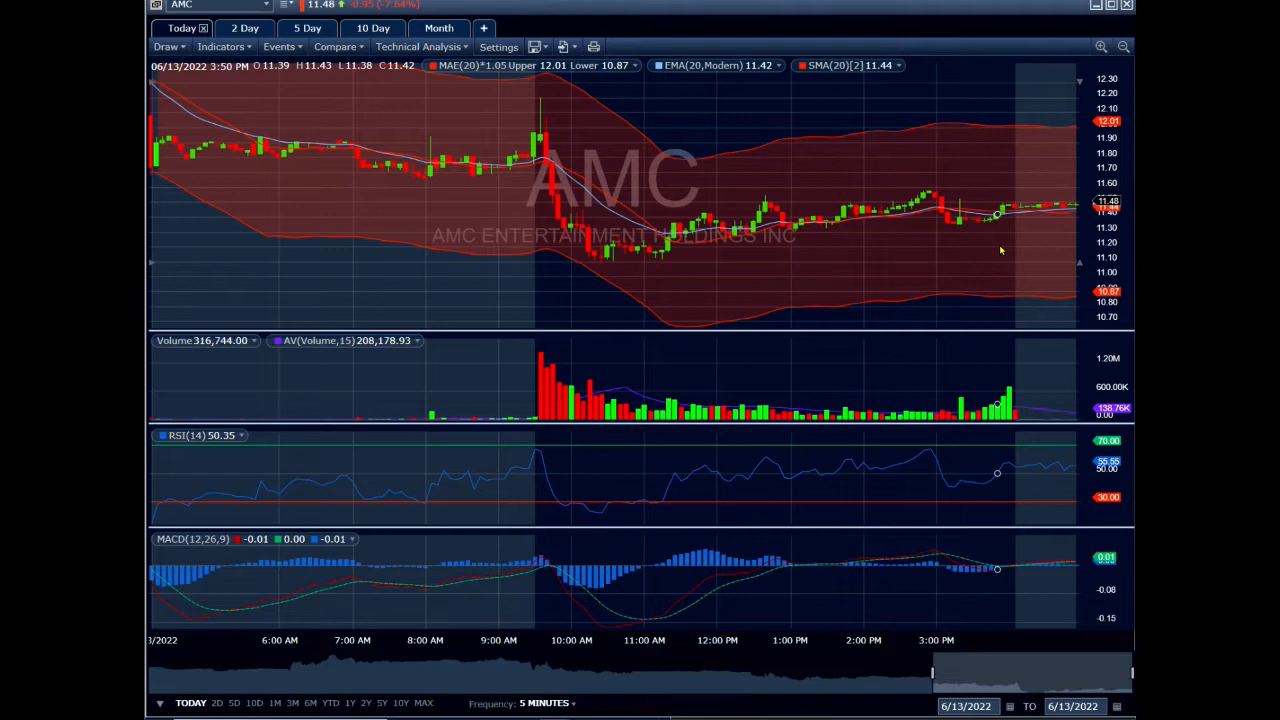 AMC 11.48 -0.95 (-7.64%)
Today 2 Day 5 Day 10 Day Month +
Draw Indicators Events Compare Technical Analysis Settings
06/13/2022 3:50 PM O 11.39 H 11.43 L 11.38 C 11.42 MAE(20)*1.05 Upper 12.01 Lower 10.87 EMA(20,Modern) 11.42 SMA(20)[2] 11.44
12.30
12.20
12.10
12.01
11.90
11.80
11.70
11.60
11.48
11.44
11.40
11.30
11.20
11.10
11.00
10.87
10.80
10.70
AMC
AMC ENTERTAINMENT HOLDINGS INC
Volume 316,744.00 AV(Volume,15) 208,178.93
1.20M
600.00K
138.76K
0.00
RSI(14) 50.35
70.00
55.55
50.00
30.00
MACD(12,26,9) -0.01 0.00 -0.01
0.01
-0.08
-0.15
3/2022 6:00 AM 7:00 AM 8:00 AM 9:00 AM 10:00 AM 11:00 AM 12:00 PM 1:00 PM 2:00 PM 3:00 PM
TODAY 2D 5D 10D 1M 3M 6M YTD 1Y 2Y 5Y 10Y MAX Frequency: 5 MINUTES 6/13/2022 TO 6/13/2022